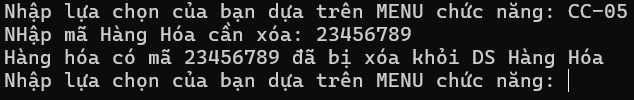 Nhập lựa chọn của bạn dựa trên MENU chức năng: CC-05
NHập mã Hàng Hóa cần xóa: 23456789
Hàng hóa có mã 23456789 đã bị xóa khỏi DS Hàng Hóa
Nhập lựa chọn của bạn dựa trên MENU chức năng: